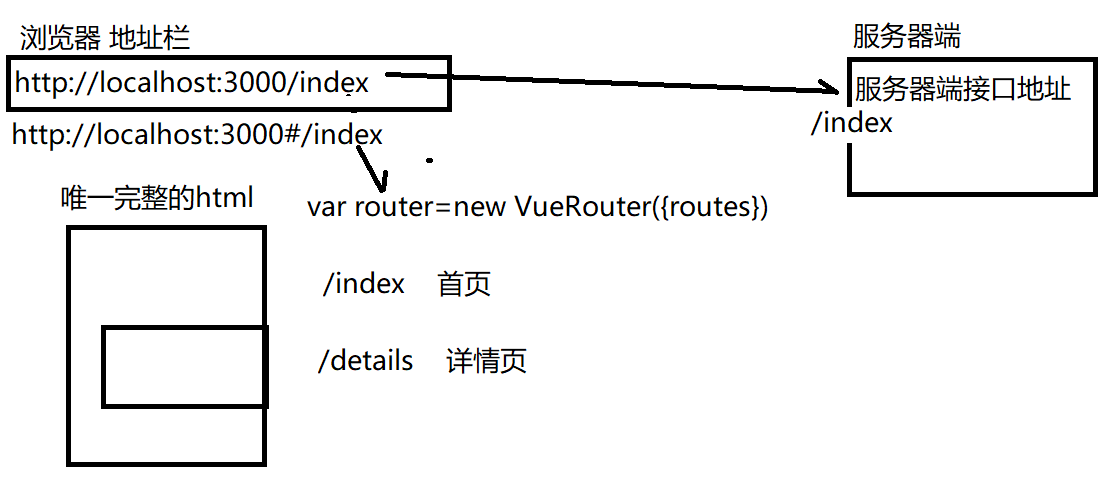 浏览器 地址栏
http://localhost:3000/index
http://localhost:3000#/index
服务器端
服务器端接口地址
/index
唯一完整的html
var router=new VueRouter({routes})
/index 首页
/details 详情页